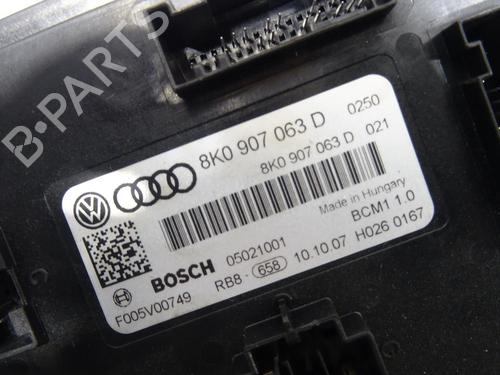 8K0 907 063 D 0250
8K0 907 063 D 021
Made in Hungary
BCM1 1.0
BOSCH 05021001
RB8 - 658 10.10.07 H026 0167
F005V00749
B-PARTS